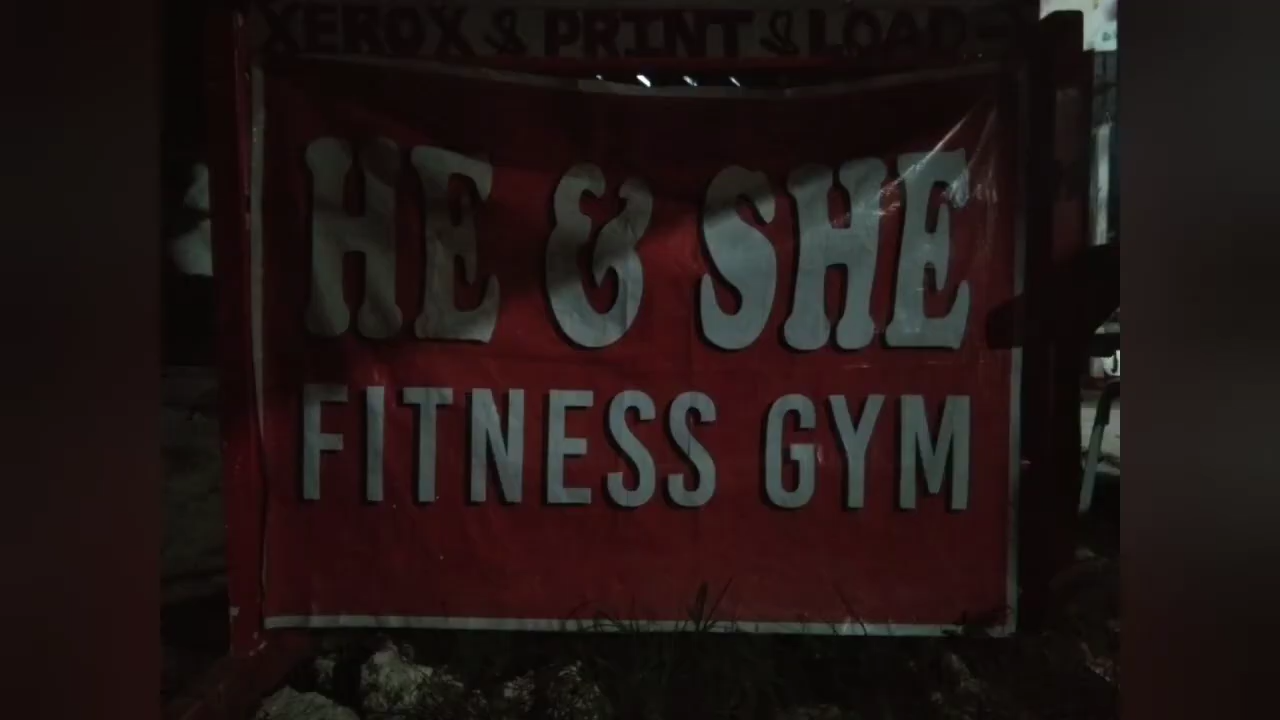 XEROX & PRINT & LOAD
HE & SHE
FITNESS GYM